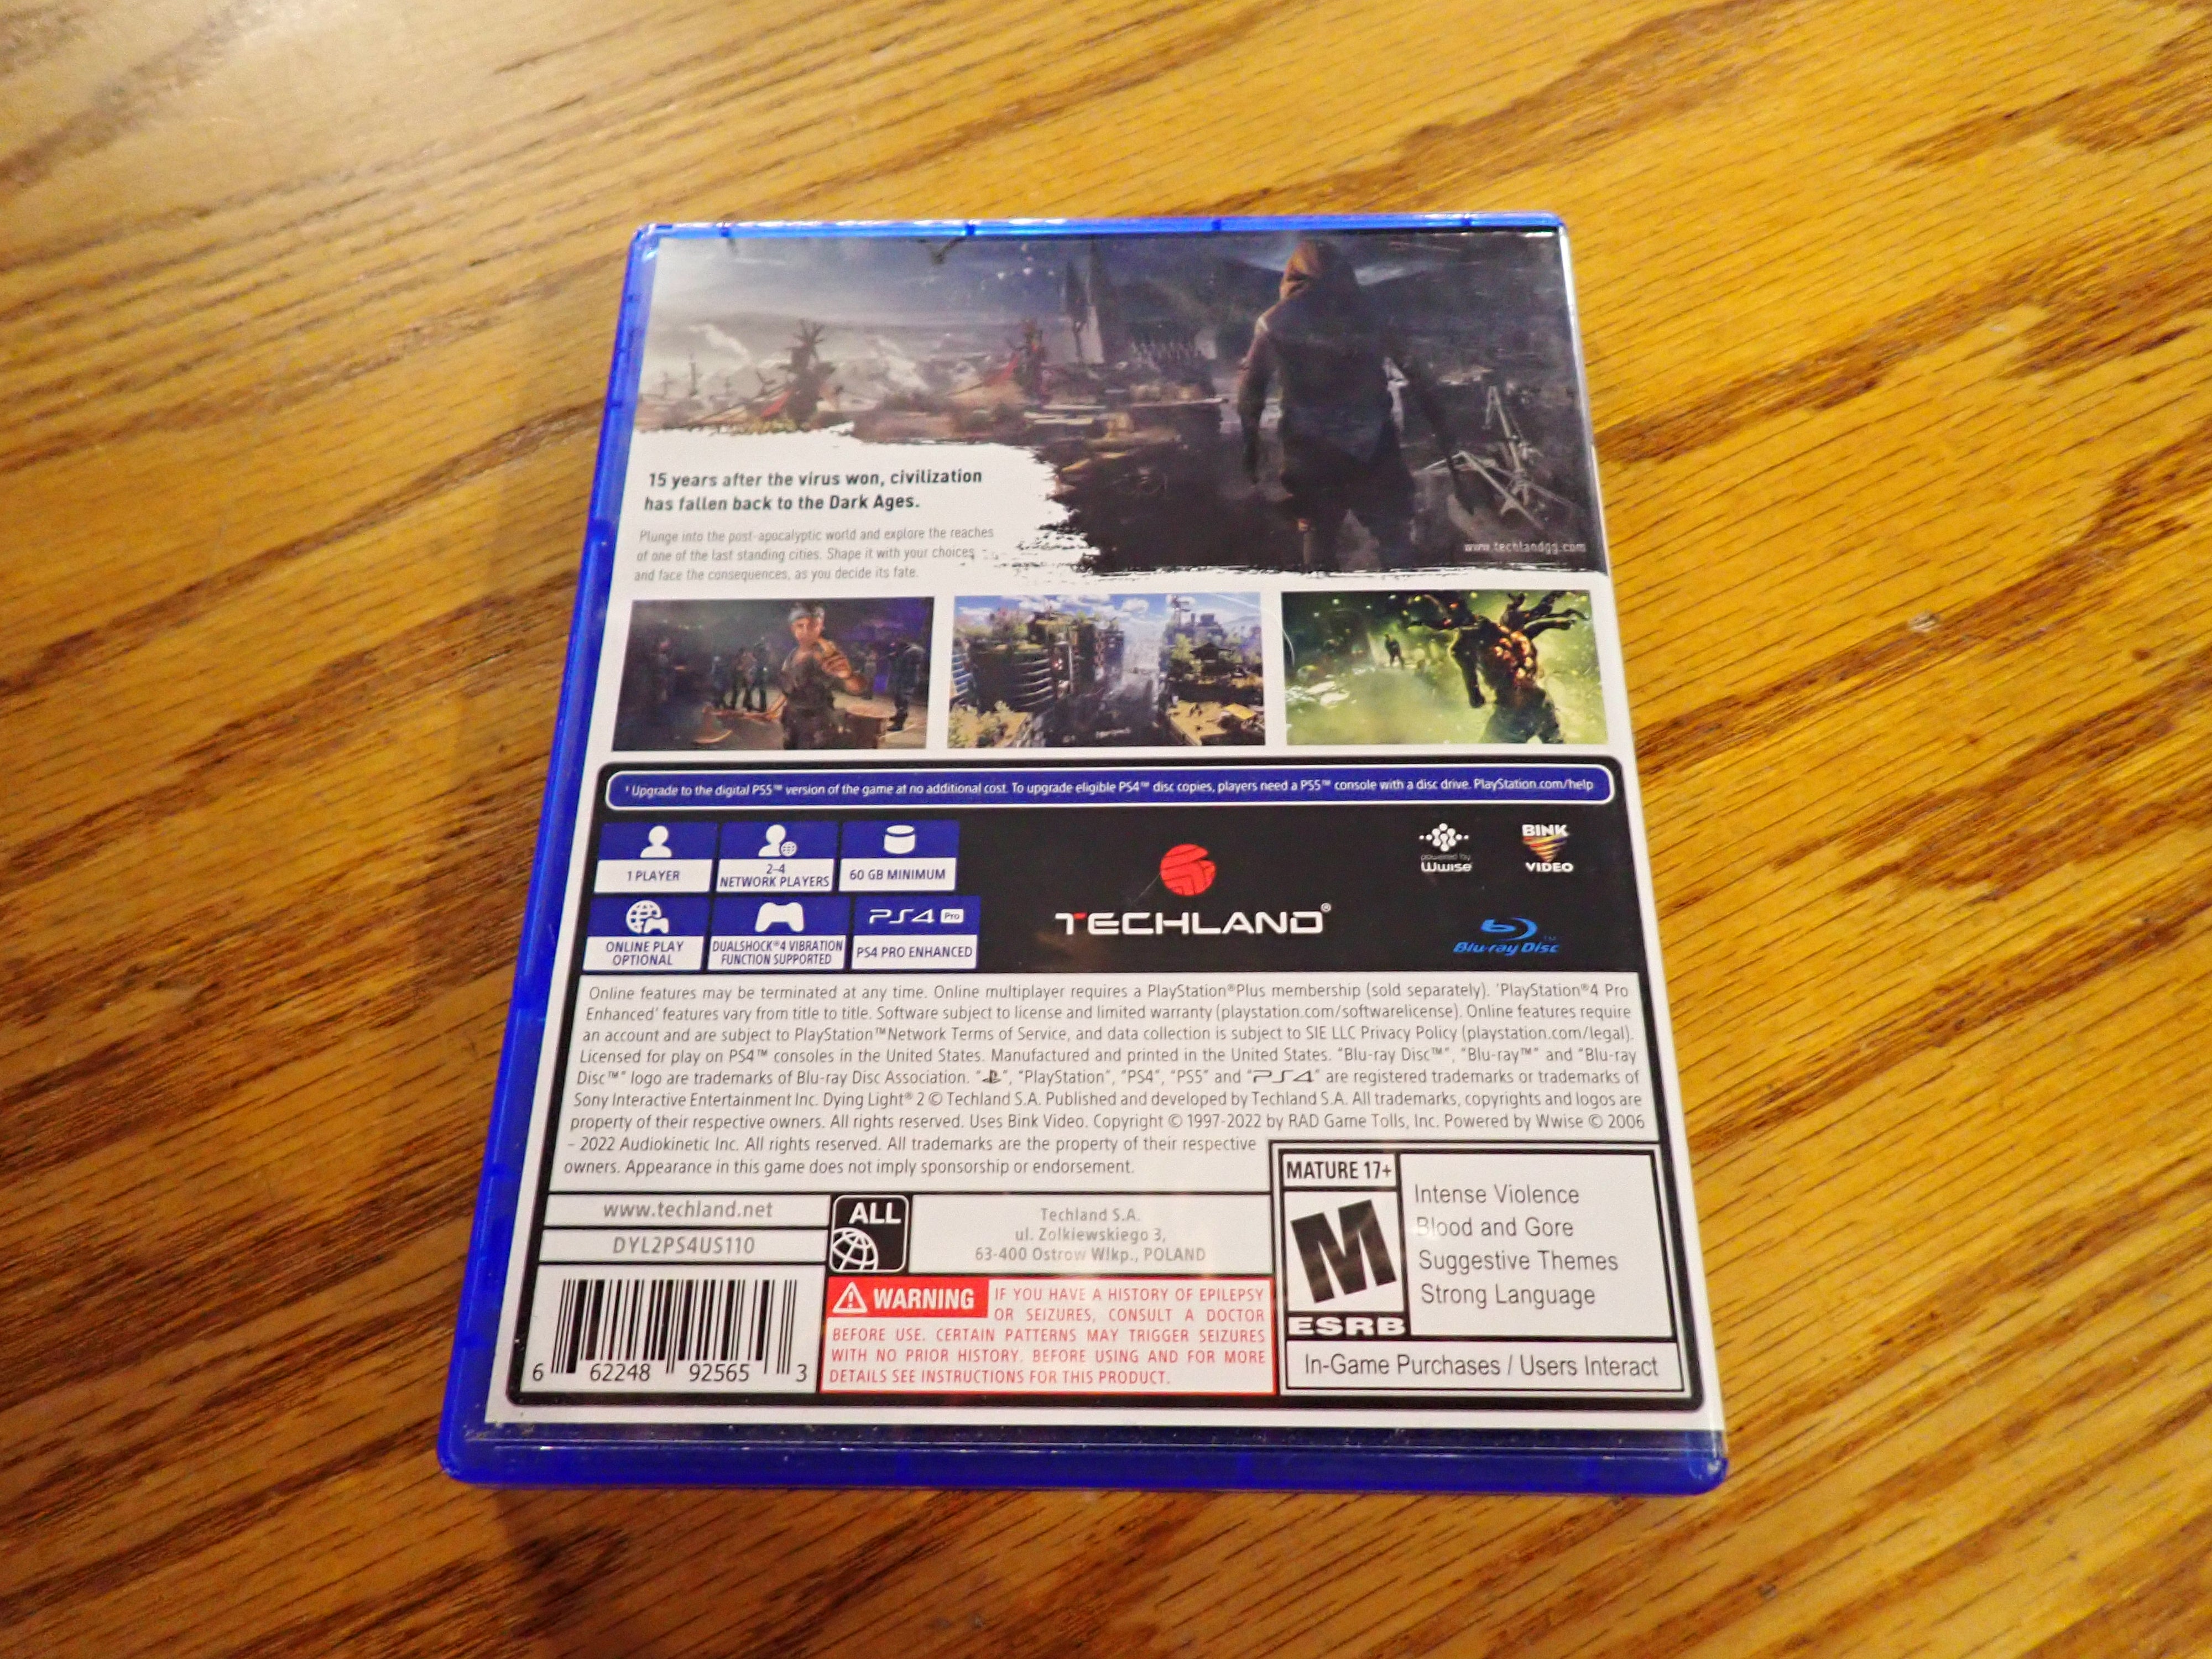 15 years after the virus won, civilization
has fallen back to the Dark Ages.
Plunge into the post-apocalyptic world and explore the reaches
of one of the last standing cities. Shape it with your choices
and face the consequences, as you decide its fate.
www.techlandgg.com
¹ Upgrade to the digital PS5™ version of the game at no additional cost. To upgrade eligible PS4™ disc copies, players need a PS5™ console with a disc drive. PlayStation.com/help
1 PLAYER
2-4
NETWORK PLAYERS
60 GB MINIMUM
ONLINE PLAY
OPTIONAL
DUALSHOCK®4 VIBRATION
FUNCTION SUPPORTED
PS4 Pro
PS4 PRO ENHANCED
TECHLAND®
powered by
Wwise
BINK
VIDEO
Blu-ray Disc™
Online features may be terminated at any time. Online multiplayer requires a PlayStation®Plus membership (sold separately). 'PlayStation®4 Pro
Enhanced' features vary from title to title. Software subject to license and limited warranty (playstation.com/softwarelicense). Online features require
an account and are subject to PlayStation™Network Terms of Service, and data collection is subject to SIE LLC Privacy Policy (playstation.com/legal).
Licensed for play on PS4™ consoles in the United States. Manufactured and printed in the United States. "Blu-ray Disc™", "Blu-ray™" and "Blu-ray
Disc™" logo are trademarks of Blu-ray Disc Association. "", "PlayStation", "PS4", "PS5" and "PS4" are registered trademarks or trademarks of
Sony Interactive Entertainment Inc. Dying Light® 2 © Techland S.A. Published and developed by Techland S.A. All trademarks, copyrights and logos are
property of their respective owners. All rights reserved. Uses Bink Video. Copyright © 1997-2022 by RAD Game Tolls, Inc. Powered by Wwise © 2006
- 2022 Audiokinetic Inc. All rights reserved. All trademarks are the property of their respective
owners. Appearance in this game does not imply sponsorship or endorsement.
www.techland.net
DYL2PS4US110
ALL
Techland S.A.
ul. Zolkiewskiego 3,
63-400 Ostrow Wlkp., POLAND
WARNING IF YOU HAVE A HISTORY OF EPILEPSY
OR SEIZURES, CONSULT A DOCTOR
BEFORE USE. CERTAIN PATTERNS MAY TRIGGER SEIZURES
WITH NO PRIOR HISTORY. BEFORE USING AND FOR MORE
DETAILS SEE INSTRUCTIONS FOR THIS PRODUCT.
6 62248 92565 3
MATURE 17+
M
ESRB
Intense Violence
Blood and Gore
Suggestive Themes
Strong Language
In-Game Purchases / Users Interact